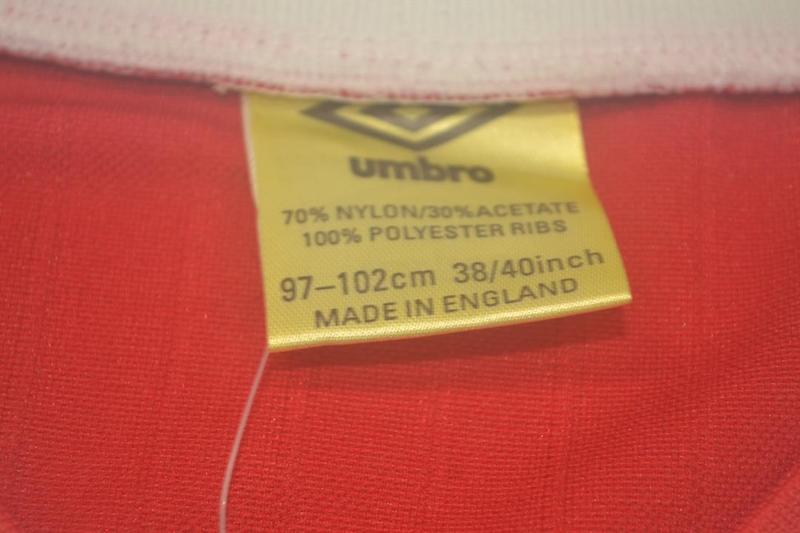 umbro
70% NYLON/30% ACETATE
100% POLYESTER RIBS
97–102cm 38/40inch
MADE IN ENGLAND